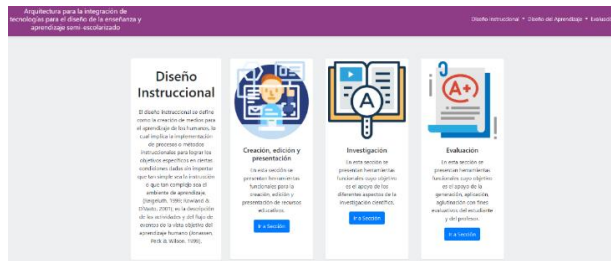 Arquitectura para la integración de
tecnologías para el diseño de la enseñanza y
aprendizaje semi-escolarizado
Diseño Instruccional Diseño del Aprendizaje Evaluació
Diseño
Instruccional
El diseño instruccional se define
como la creación de medios para
el aprendizaje de los humanos, lo
cual implica la implementación
de procesos o métodos
instruccionales para lograr los
objetivos específicos en ciertas
condiciones dadas sin importar
que tan simple sea la instrucción
o que tan complejo sea el
ambiente de aprendizaje.
(Reigeluth, 1996; Rowland &
2001), es la descripción
de las actividades y del flujo de
eventos de la vista objetivo del
aprendizaje humano (Jonassen,
Peck & Wilson, 1999).
Creación, edición y
presentación
En esta sección se
presentan herramientas
funcionales para la
creación, edición y
presentación de recursos
educativos
Ir a Sección
A
Investigación
En esta sección se
presentan herramientas
funcionales cuyo objetivo
es el apoyo de los
diferentes aspectos de la
investigación científica.
Ir a Sección
A+
Evaluación
En esta sección se
presentan herramientas
funcionales cuyo objetivo
es el apoyo de la
generación, aplicación,
aglutinación con fines
evaluativos del estudiante
y del profesor.
Ir a Sección